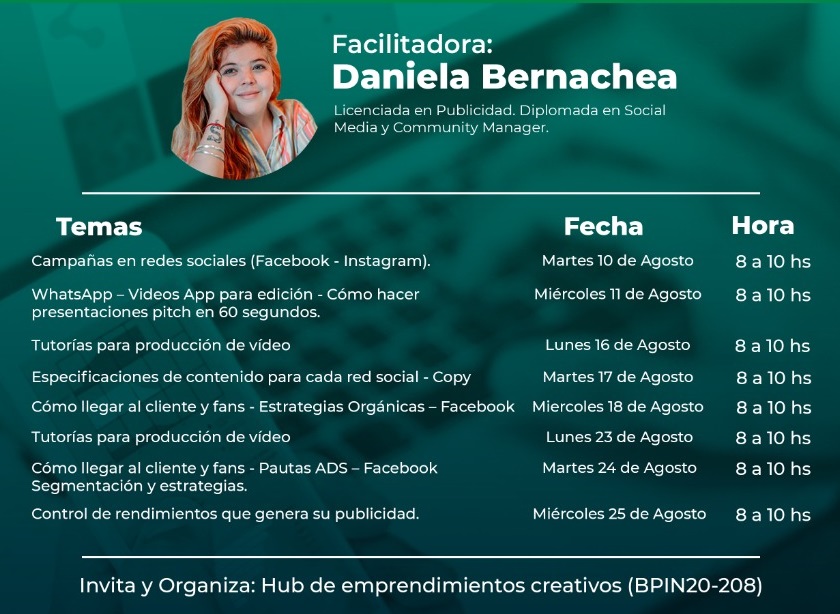 Facilitadora:
Daniela Bernachea
Licenciada en Publicidad. Diplomada en Social
Media y Community Manager.
Temas Fecha Hora
Campañas en redes sociales (Facebook - Instagram). Martes 10 de Agosto 8 a 10 hs
WhatsApp – Videos App para edición - Cómo hacer Miércoles 11 de Agosto 8 a 10 hs
presentaciones pitch en 60 segundos.
Tutorías para producción de vídeo Lunes 16 de Agosto 8 a 10 hs
Especificaciones de contenido para cada red social - Copy Martes 17 de Agosto 8 a 10 hs
Cómo llegar al cliente y fans - Estrategias Orgánicas – Facebook Miercoles 18 de Agosto 8 a 10 hs
Tutorías para producción de vídeo Lunes 23 de Agosto 8 a 10 hs
Cómo llegar al cliente y fans - Pautas ADS – Facebook Martes 24 de Agosto 8 a 10 hs
Segmentación y estrategias.
Control de rendimientos que genera su publicidad. Miércoles 25 de Agosto 8 a 10 hs
Invita y Organiza: Hub de emprendimientos creativos (BPIN20-208)